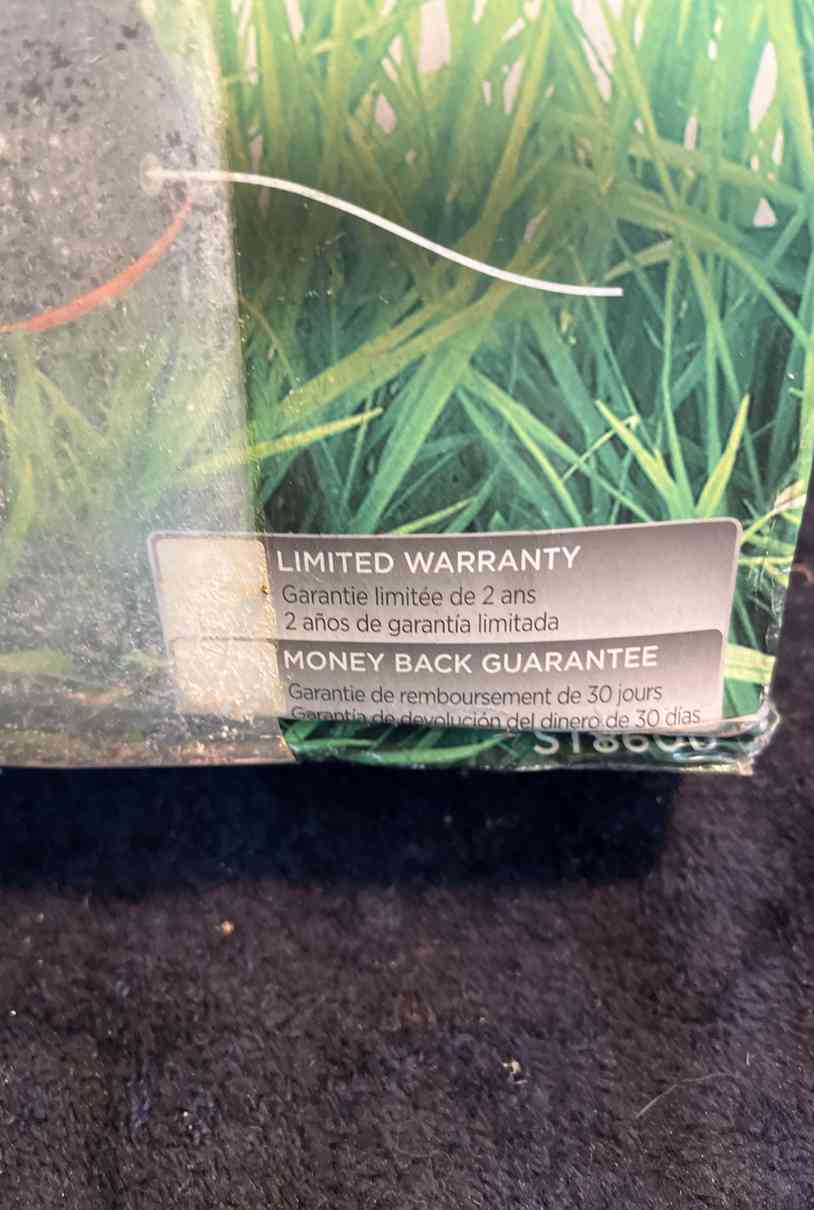 LIMITED WARRANTY
Garantie limitée de 2 ans
2 años de garantía limitada
MONEY BACK GUARANTEE
Garantie de remboursement de 30 jours
Garantía de devolución del dinero de 30 días